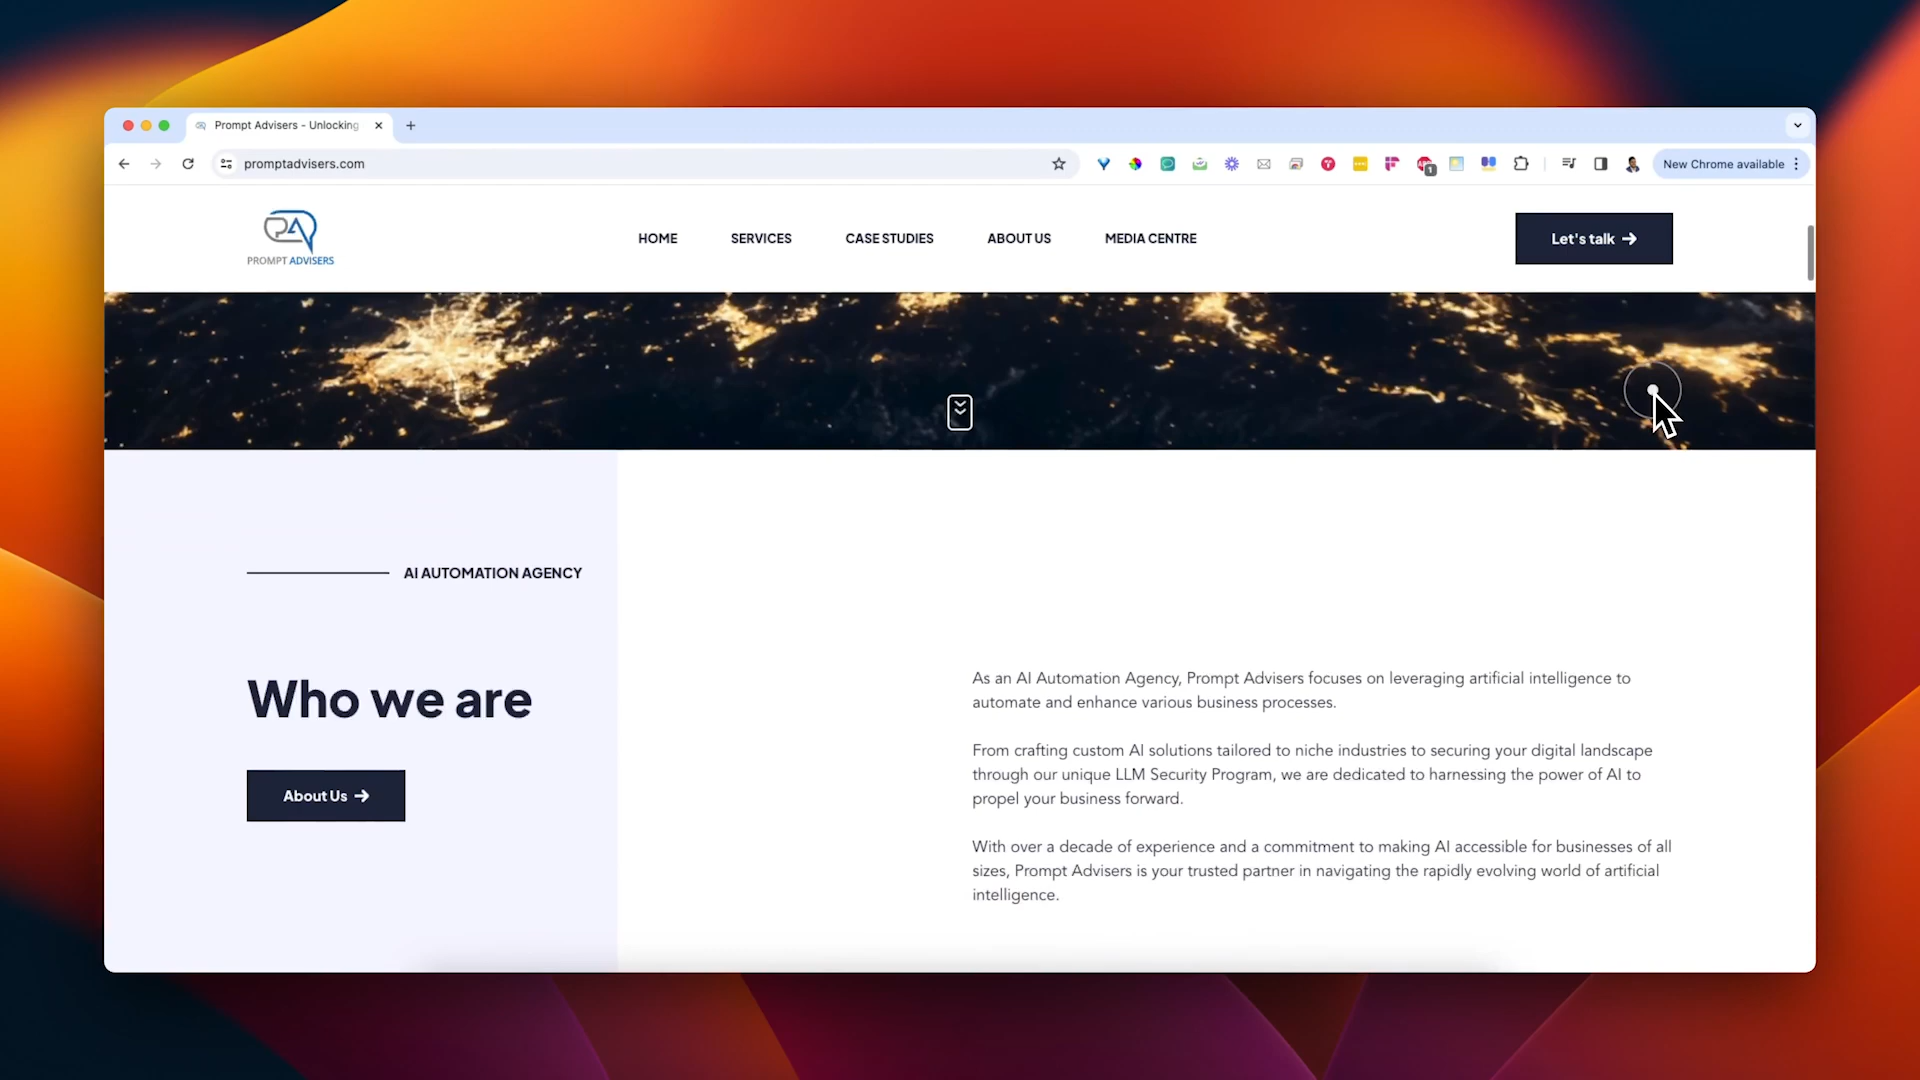 Prompt Advisers - Unlocking
promptadvisers.com
1
New Chrome available
PA
PROMPT ADVISERS
HOME
SERVICES
CASE STUDIES
ABOUT US
MEDIA CENTRE
Let's talk →
AI AUTOMATION AGENCY
Who we are
About Us →
As an AI Automation Agency, Prompt Advisers focuses on leveraging artificial intelligence to
automate and enhance various business processes.
From crafting custom AI solutions tailored to niche industries to securing your digital landscape
through our unique LLM Security Program, we are dedicated to harnessing the power of AI to
propel your business forward.
With over a decade of experience and a commitment to making AI accessible for businesses of all
sizes, Prompt Advisers is your trusted partner in navigating the rapidly evolving world of artificial
intelligence.